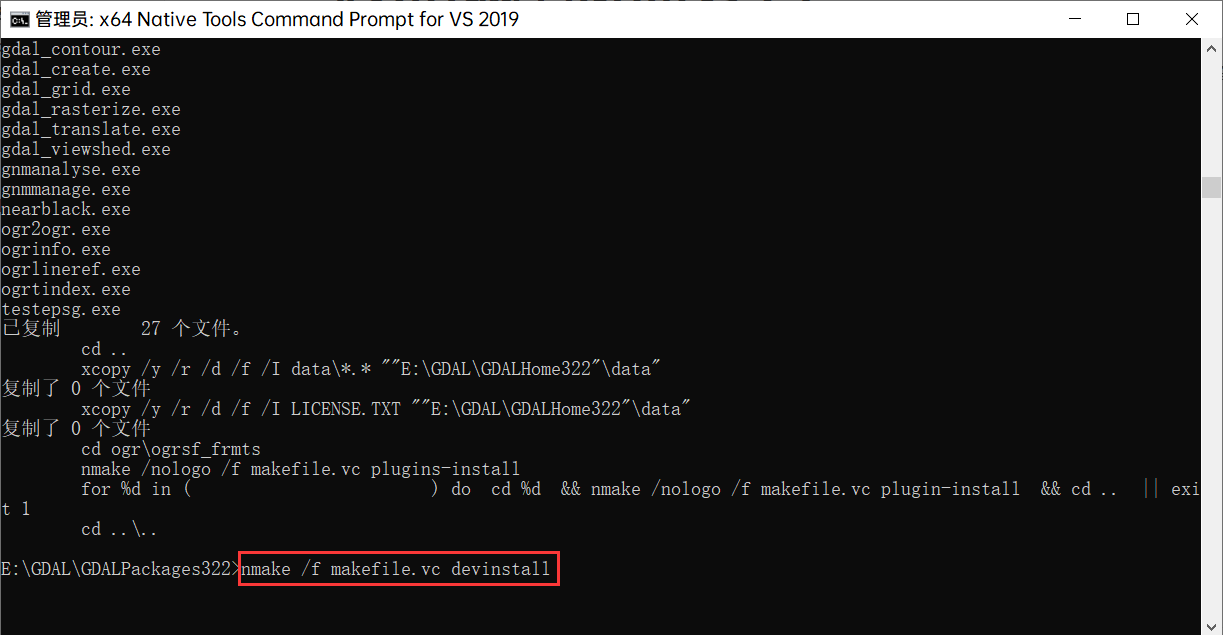 管理员: x64 Native Tools Command Prompt for VS 2019
gdal_contour.exe
gdal_create.exe
gdal_grid.exe
gdal_rasterize.exe
gdal_translate.exe
gdal_viewshed.exe
gnmanalyse.exe
gnmmanage.exe
nearblack.exe
ogr2ogr.exe
ogrinfo.exe
ogrlineref.exe
ogrtindex.exe
testepsg.exe
已复制 27 个文件。
cd ..
xcopy /y /r /d /f /I data\*.* ""E:\GDAL\GDALHome322"\data"
复制了 0 个文件
xcopy /y /r /d /f /I LICENSE.TXT ""E:\GDAL\GDALHome322"\data"
复制了 0 个文件
cd ogr\ogrsf_frmts
nmake /nologo /f makefile.vc plugins-install
for %d in ( ) do cd %d && nmake /nologo /f makefile.vc plugin-install && cd .. || exi
t 1
cd ..\..
E:\GDAL\GDALPackages322>nmake /f makefile.vc devinstall